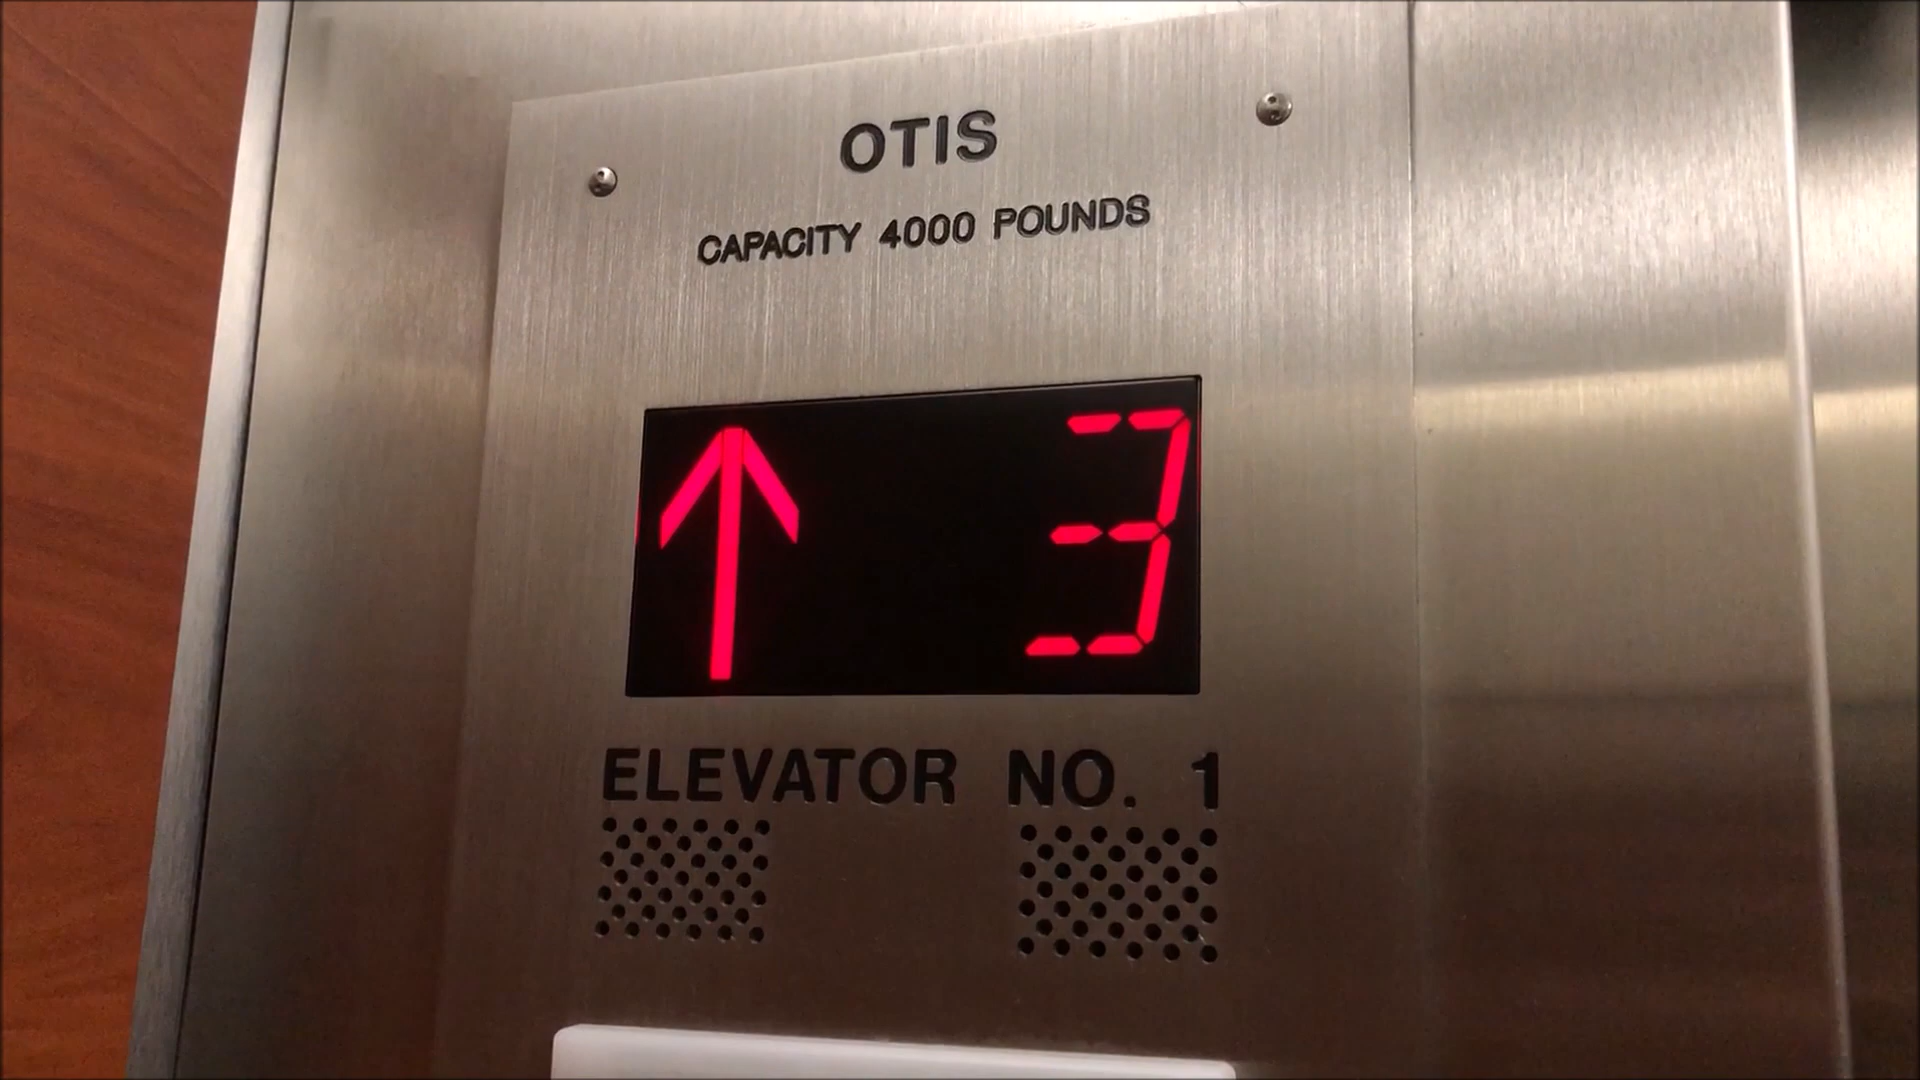 OTIS
CAPACITY 4000 POUNDS
↑ 3
ELEVATOR NO. 1